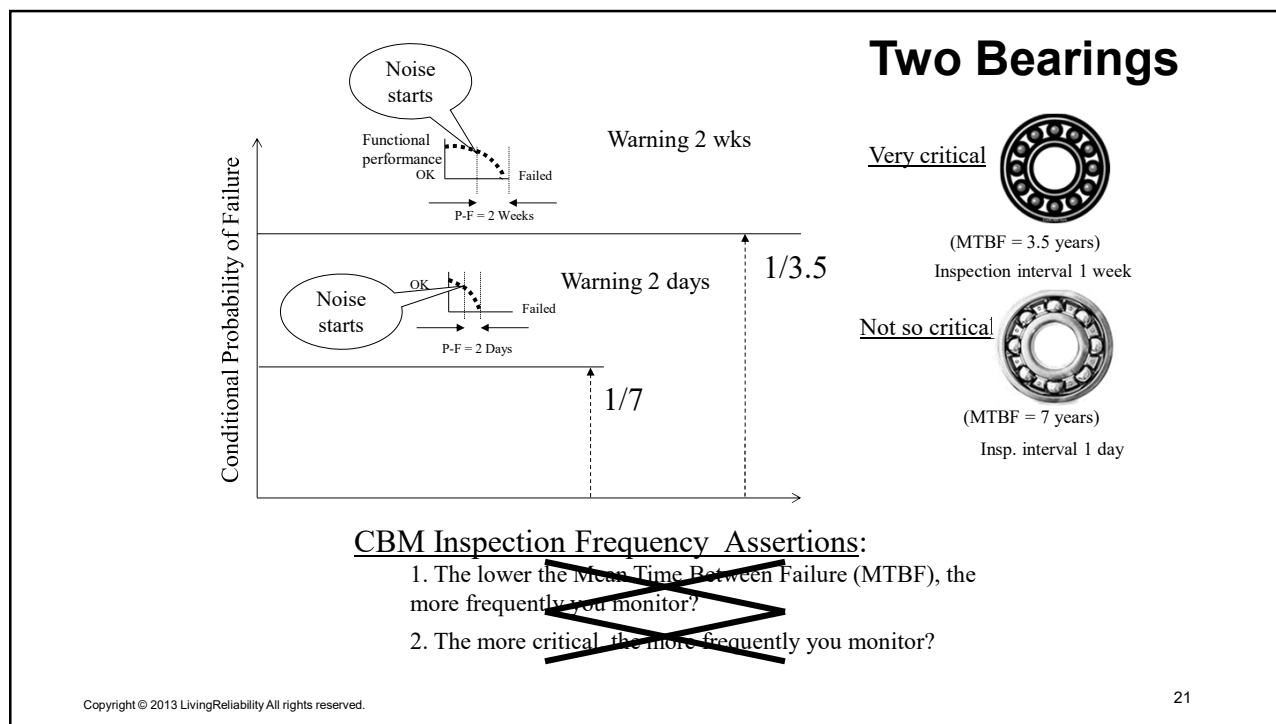 Two Bearings
Noise
starts
Functional
performance
OK
Failed
P-F = 2 Weeks
Warning 2 wks
Very critical
(MTBF = 3.5 years)
Inspection interval 1 week
Conditional Probability of Failure
1/3.5
Noise
starts
OK
Failed
P-F = 2 Days
Warning 2 days
Not so critical
1/7
(MTBF = 7 years)
Insp. interval 1 day
CBM Inspection Frequency Assertions:
1. The lower the Mean Time Between Failure (MTBF), the
more frequently you monitor?
2. The more critical, the more frequently you monitor?
Copyright © 2013 LivingReliability All rights reserved.
21